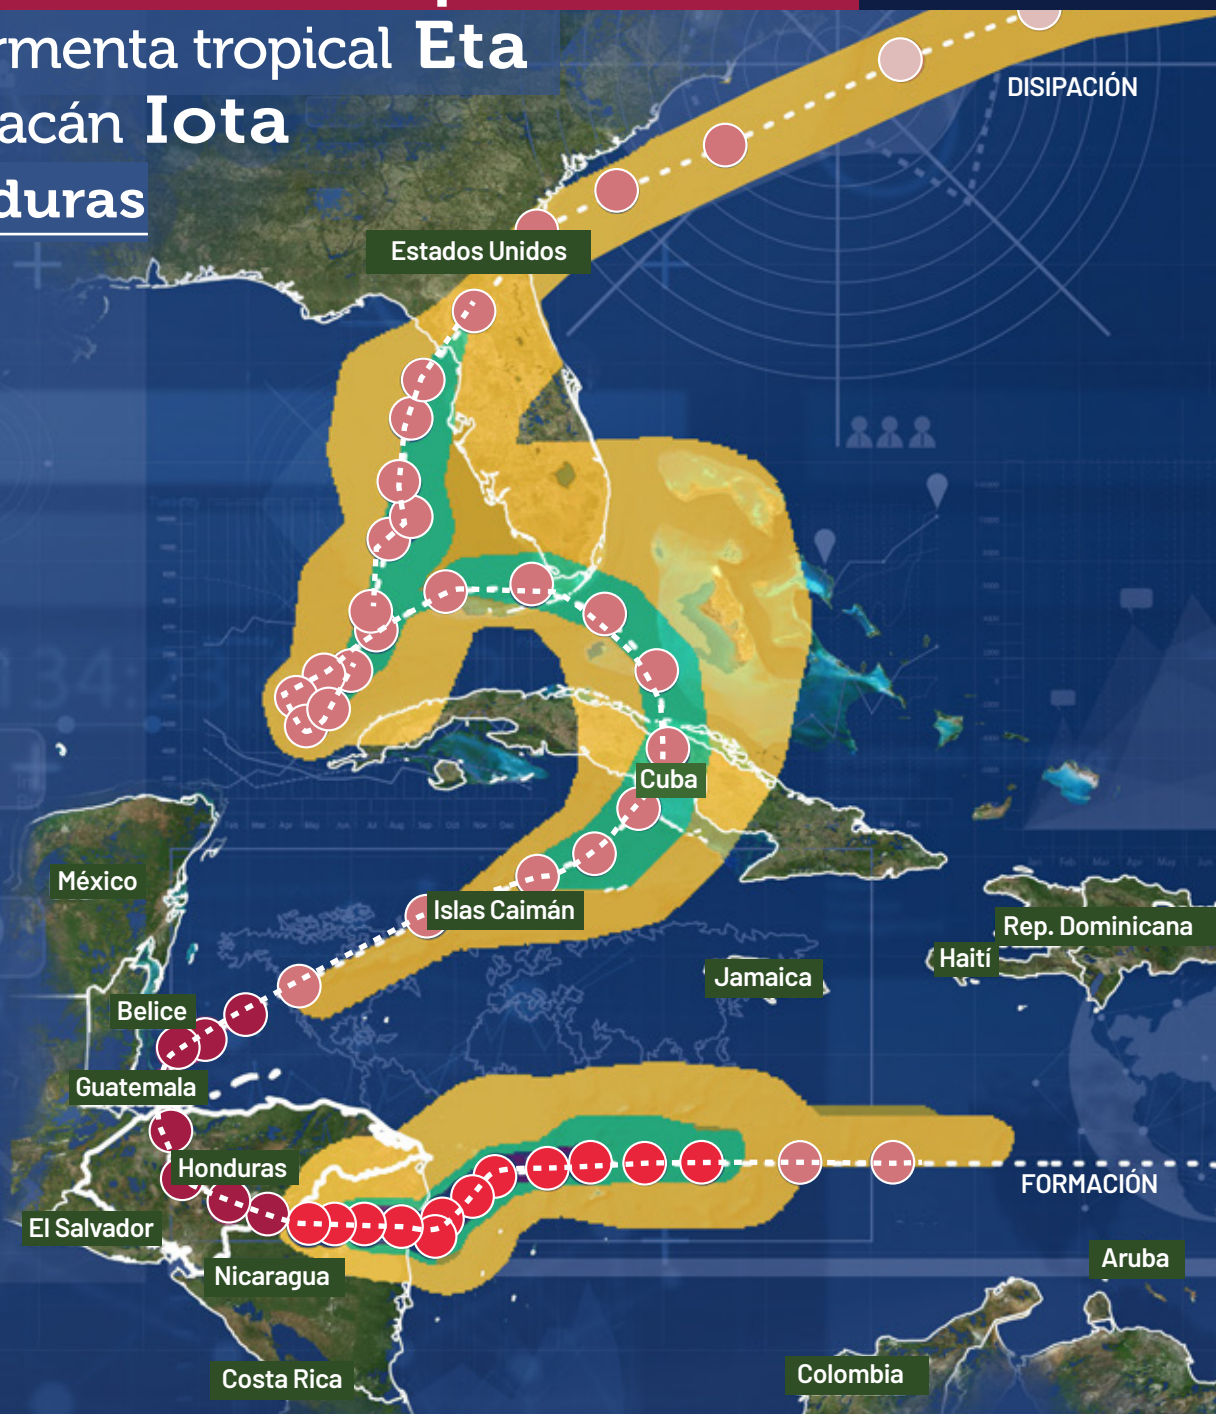 rmenta tropical Eta
acán Iota
duras
DISIPACIÓN
Estados Unidos
134:
Cuba
México
Islas Caimán
Rep. Dominicana
Haití
Jamaica
Belice
Guatemala
Honduras
FORMACIÓN
El Salvador
Aruba
Nicaragua
Colombia
Costa Rica